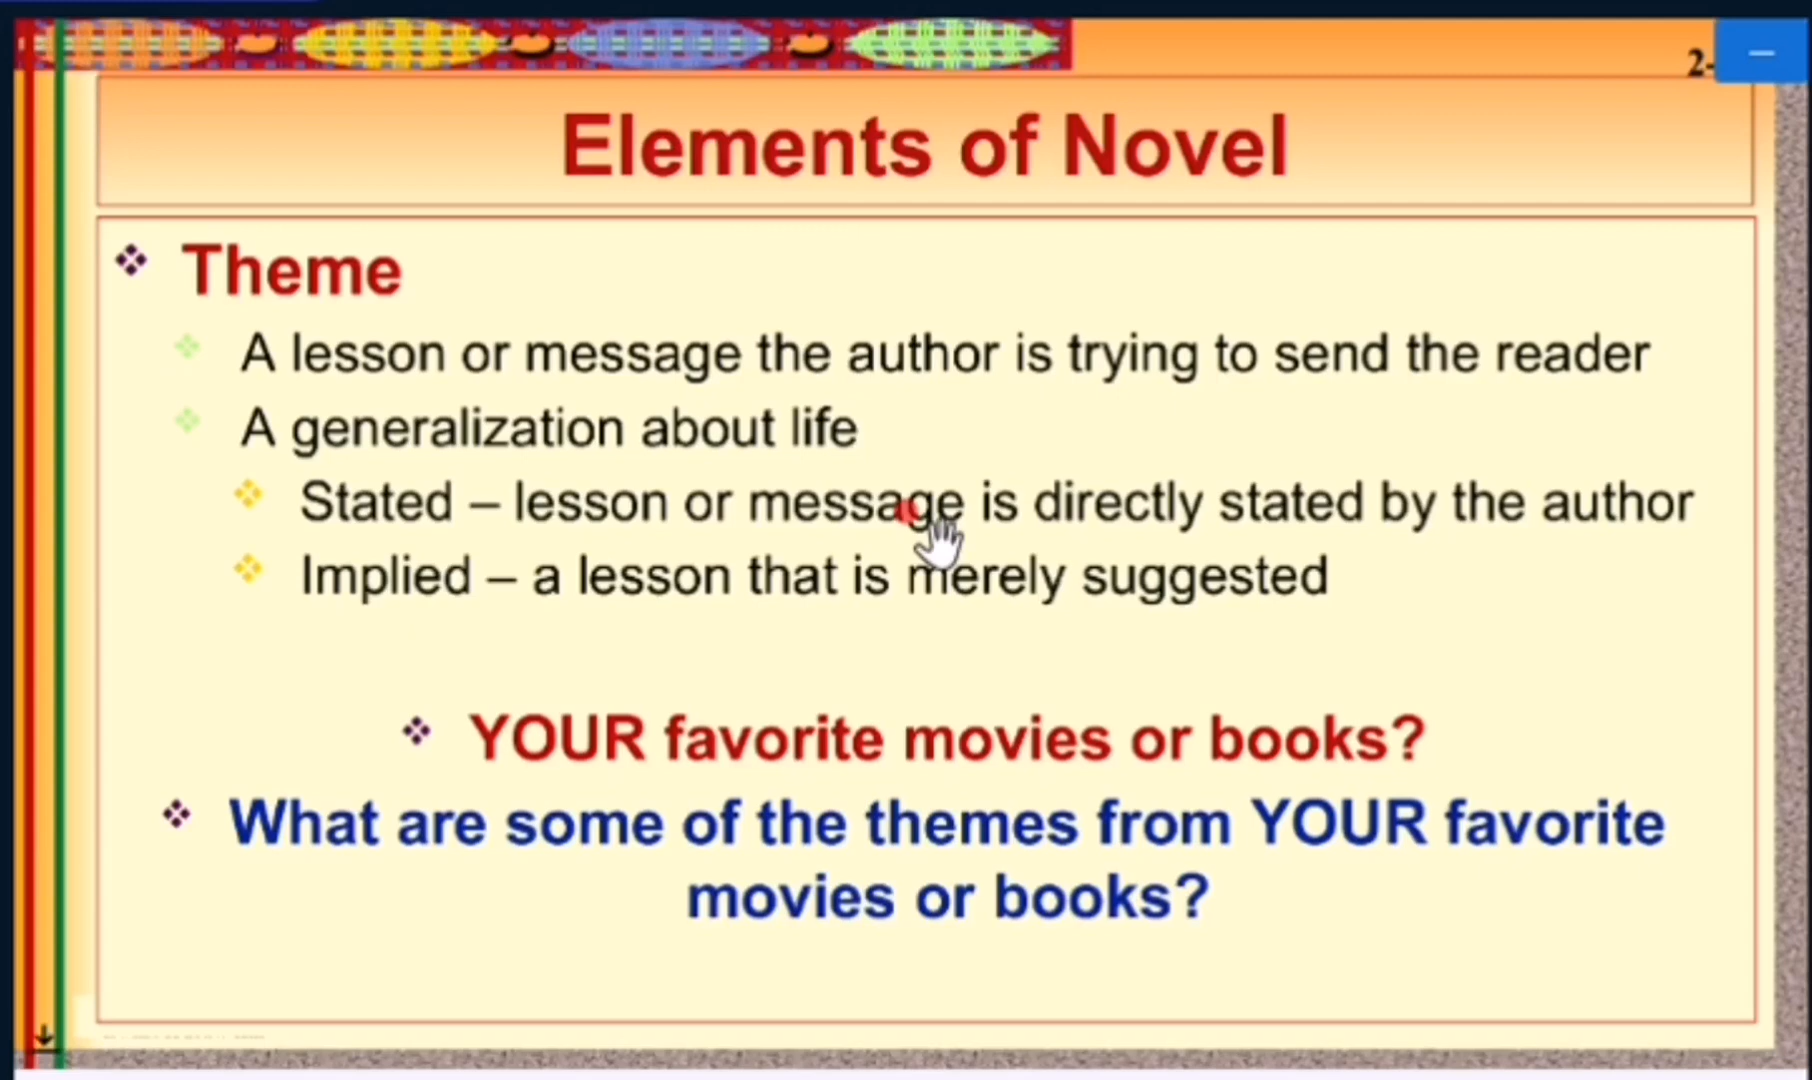 2-
Elements of Novel
Theme
A lesson or message the author is trying to send the reader
A generalization about life
Stated – lesson or message is directly stated by the author
Implied – a lesson that is merely suggested
YOUR favorite movies or books?
What are some of the themes from YOUR favorite
movies or books?